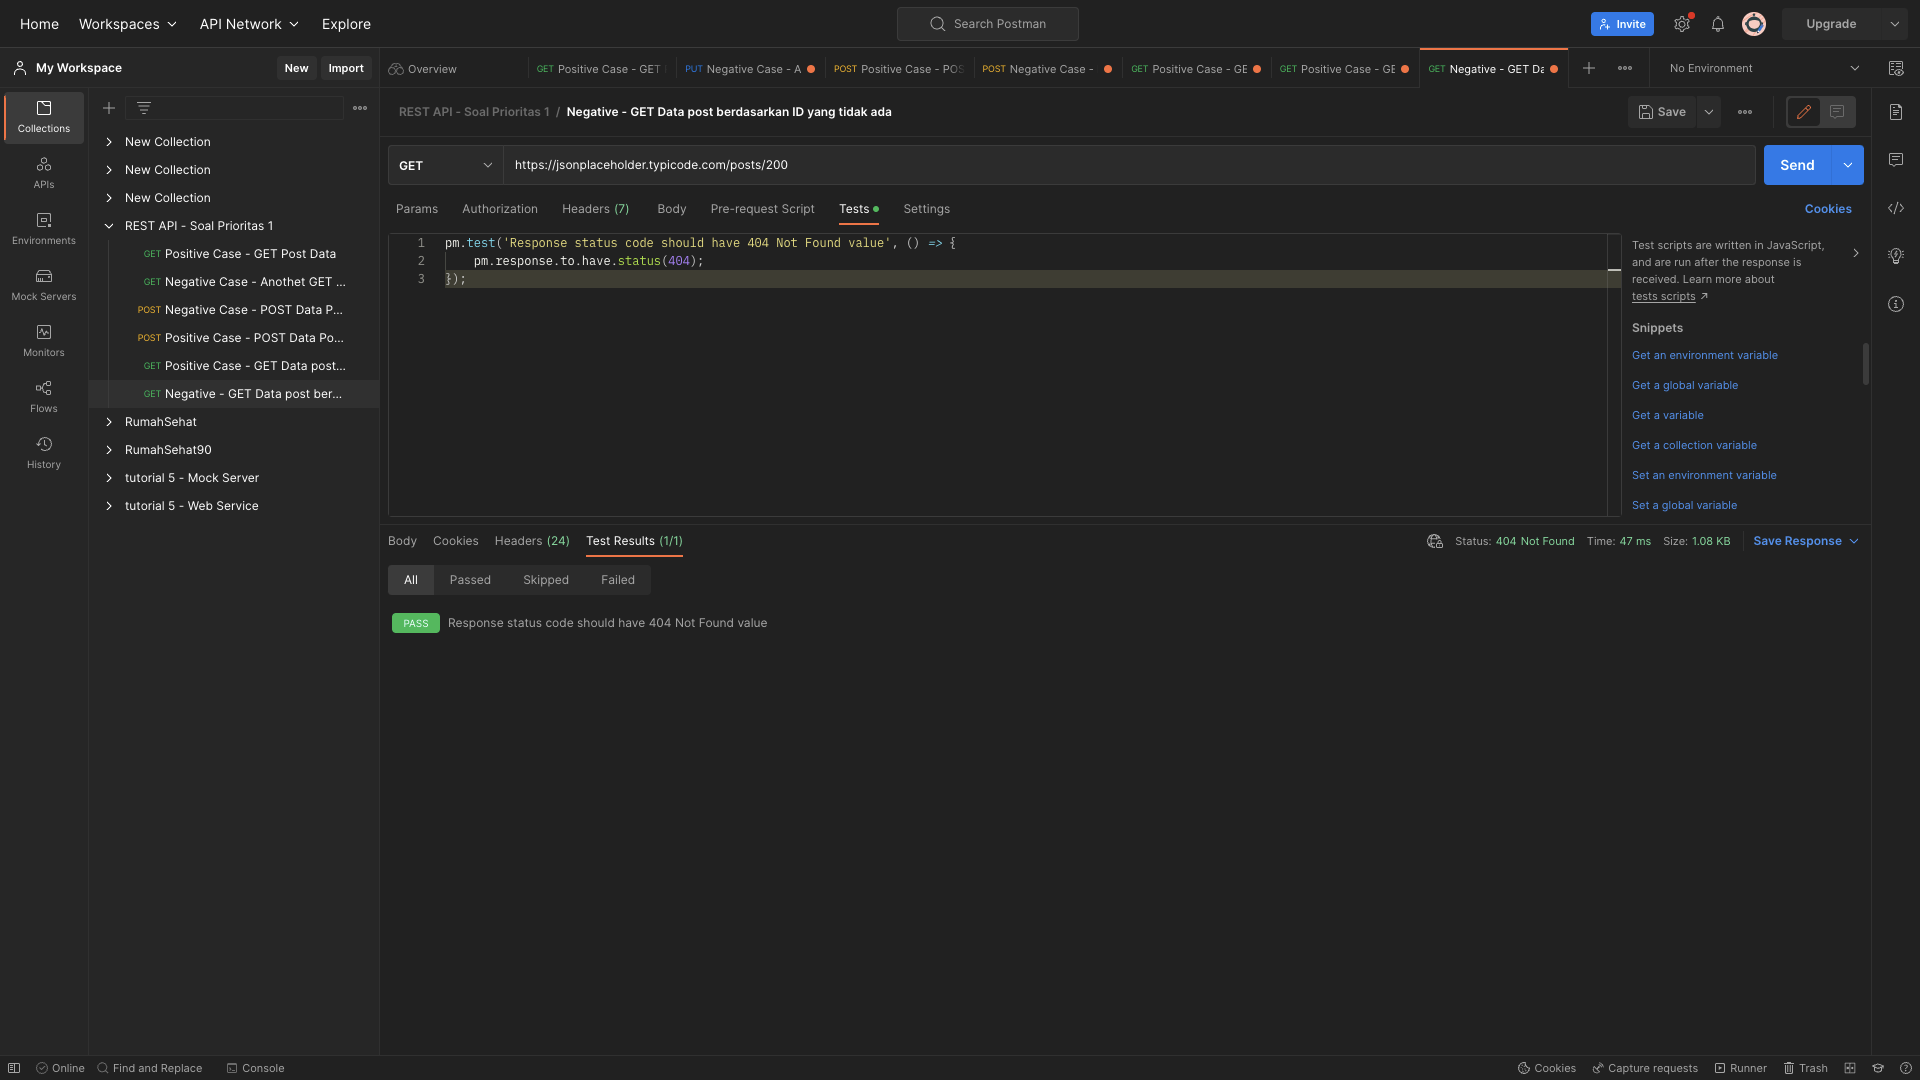 Home Workspaces API Network Explore Search Postman Invite Upgrade
My Workspace New Import Overview GET Positive Case - GET PUT Negative Case - A POST Positive Case - POS POST Negative Case - GET Positive Case - GE GET Positive Case - GE GET Negative - GET Da No Environment
Collections
APIs
Environments
Mock Servers
Monitors
Flows
History
New Collection
New Collection
New Collection
REST API - Soal Prioritas 1
GET Positive Case - GET Post Data
GET Negative Case - Anothet GET ...
POST Negative Case - POST Data P...
POST Positive Case - POST Data Po...
GET Positive Case - GET Data post...
GET Negative - GET Data post ber...
RumahSehat
RumahSehat90
tutorial 5 - Mock Server
tutorial 5 - Web Service
REST API - Soal Prioritas 1 / Negative - GET Data post berdasarkan ID yang tidak ada Save
GET https://jsonplaceholder.typicode.com/posts/200 Send
Params Authorization Headers (7) Body Pre-request Script Tests Settings Cookies
1 pm.test('Response status code should have 404 Not Found value', () => {
2 pm.response.to.have.status(404);
3 });
Test scripts are written in JavaScript,
and are run after the response is
received. Learn more about
tests scripts ↗
Snippets
Get an environment variable
Get a global variable
Get a variable
Get a collection variable
Set an environment variable
Set a global variable
Body Cookies Headers (24) Test Results (1/1) Status: 404 Not Found Time: 47 ms Size: 1.08 KB Save Response
All Passed Skipped Failed
PASS Response status code should have 404 Not Found value
Online Find and Replace Console Cookies Capture requests Runner Trash